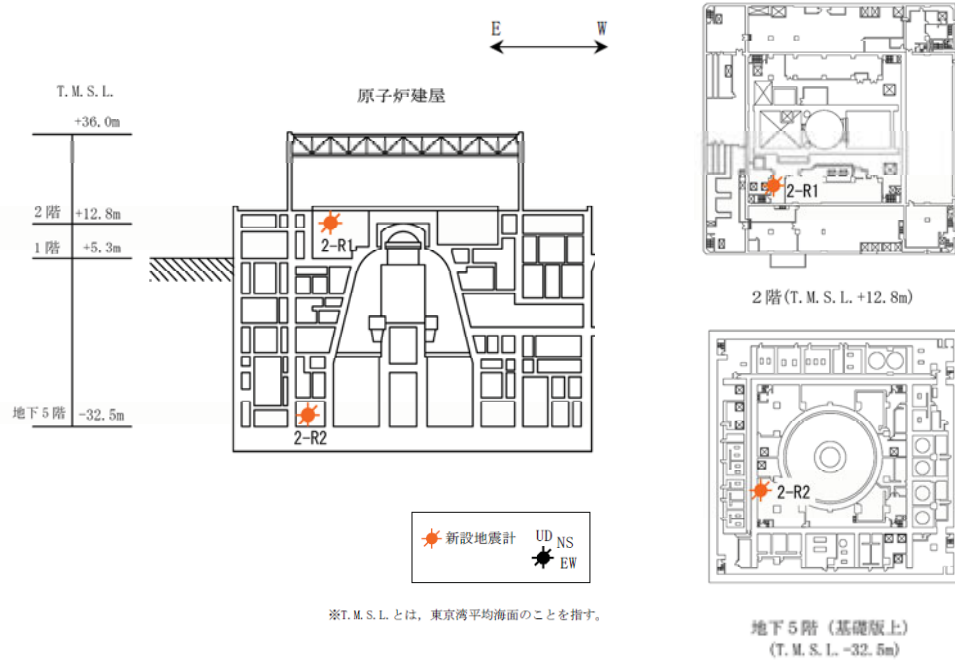 E W
T.M.S.L.
原子炉建屋
+36.0m
2階 +12.8m
1階 +5.3m
地下5階 -32.5m
2-R1
2-R2
新設地震計 UD NS EW
※T.M.S.L.とは，東京湾平均海面のことを指す。
2-R1
2階(T.M.S.L.+12.8m)
2-R2
地下5階（基礎版上）
(T.M.S.L.-32.5m)